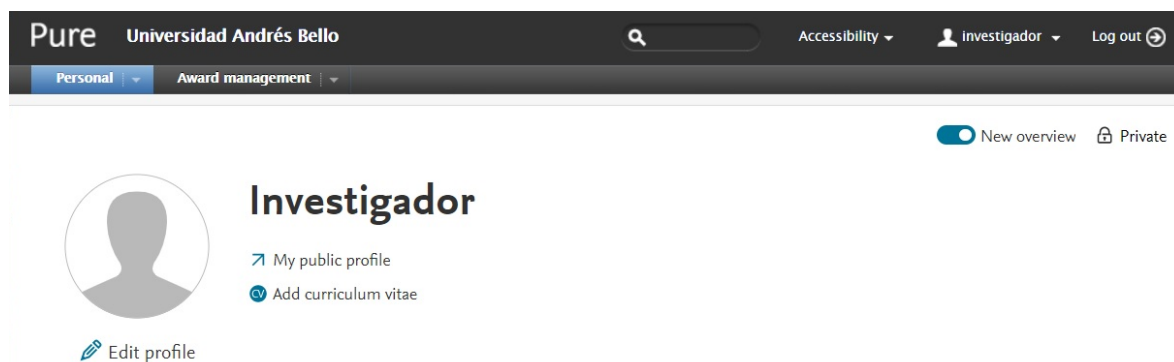 Pure Universidad Andrés Bello Accessibility investigador Log out
Personal Award management
New overview Private
Investigador
My public profile
CV Add curriculum vitae
Edit profile